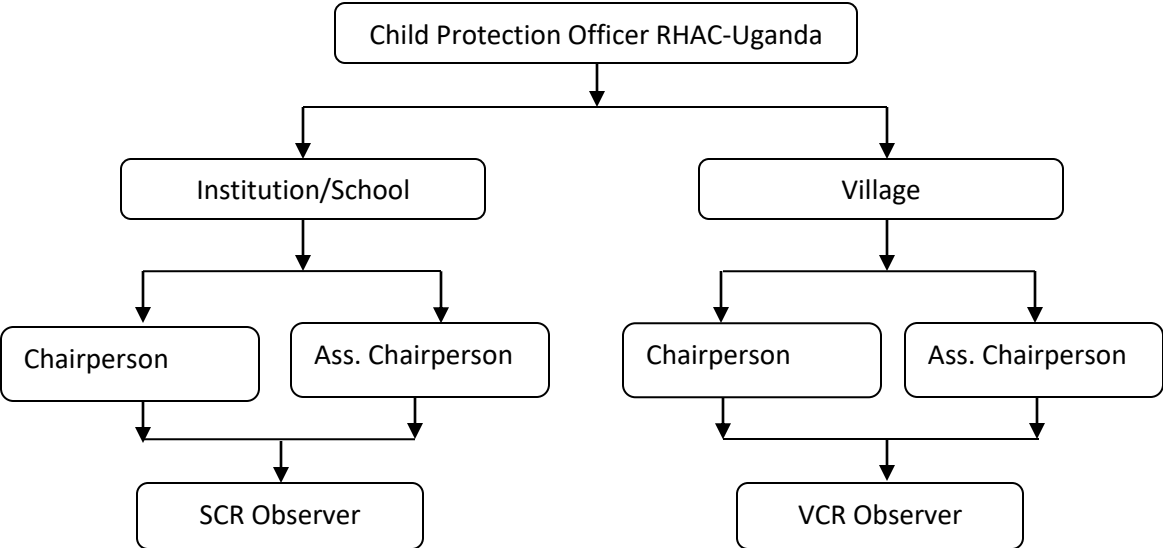 Child Protection Officer RHAC-Uganda
Institution/School
Village
Chairperson
Ass. Chairperson
Chairperson
Ass. Chairperson
SCR Observer
VCR Observer